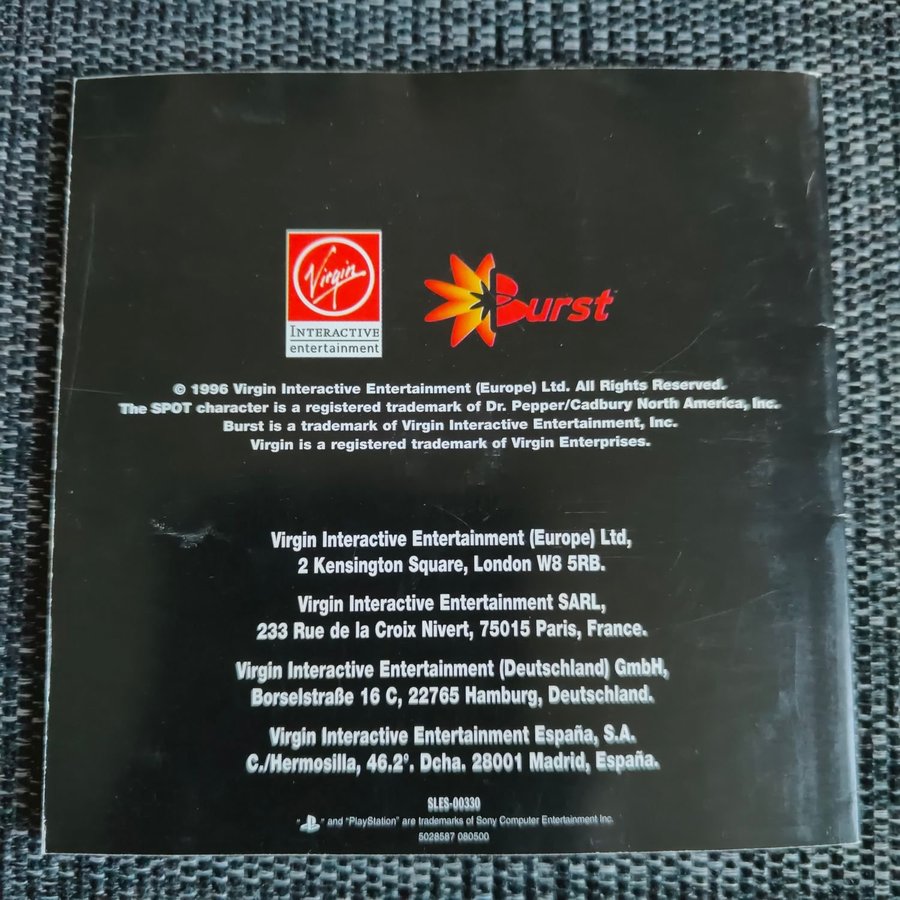 Virgin
INTERACTIVE
entertainment
Burst™
© 1996 Virgin Interactive Entertainment (Europe) Ltd. All Rights Reserved.
The SPOT character is a registered trademark of Dr. Pepper/Cadbury North America, Inc.
Burst is a trademark of Virgin Interactive Entertainment, Inc.
Virgin is a registered trademark of Virgin Enterprises.
Virgin Interactive Entertainment (Europe) Ltd,
2 Kensington Square, London W8 5RB.
Virgin Interactive Entertainment SARL,
233 Rue de la Croix Nivert, 75015 Paris, France.
Virgin Interactive Entertainment (Deutschland) GmbH,
Borselstraße 16 C, 22765 Hamburg, Deutschland.
Virgin Interactive Entertainment España, S.A.
C./Hermosilla, 46.2º. Dcha. 28001 Madrid, España.
SLES-00330
" " and "PlayStation" are trademarks of Sony Computer Entertainment Inc.
5028587 080500